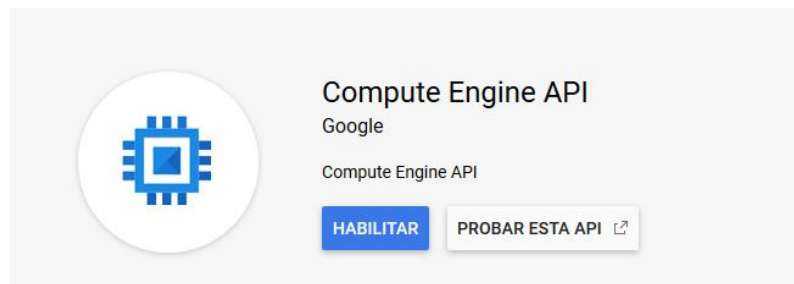 Compute Engine API
Google
Compute Engine API
HABILITAR
PROBAR ESTA API